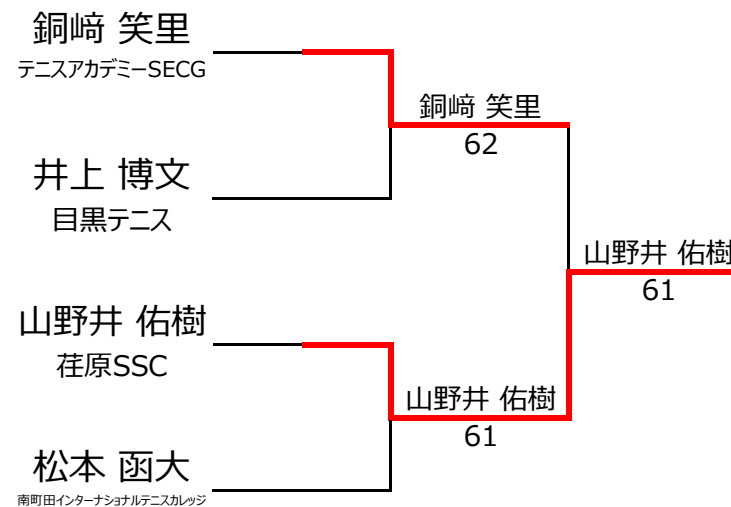 銅﨑 笑里
テニスアカデミーSECG
銅﨑 笑里
62
井上 博文
目黒テニス
山野井 佑樹
61
山野井 佑樹
荏原SSC
山野井 佑樹
61
松本 函大
南町田インターナショナルテニスカレッジ